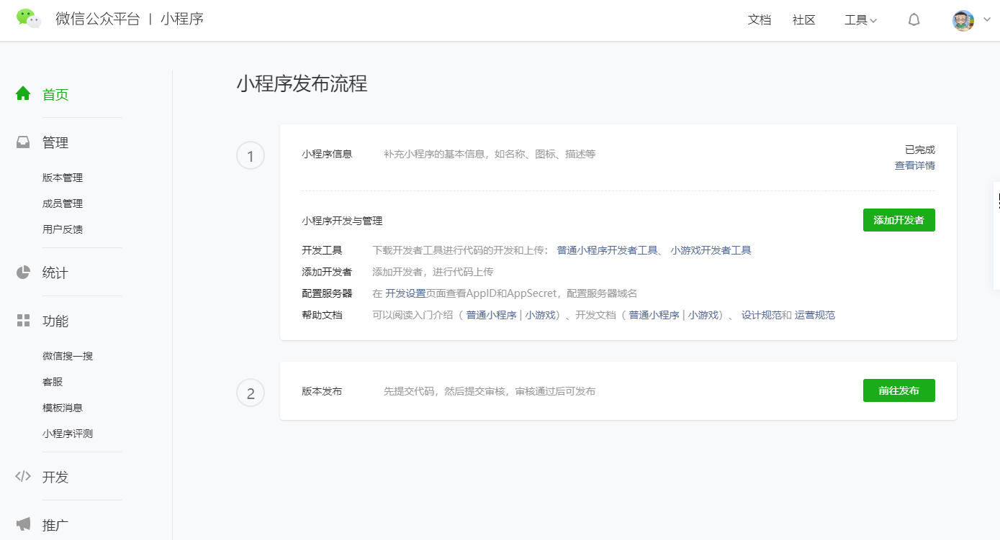 微信公众平台 | 小程序
文档 社区 工具
首页
管理
版本管理
成员管理
用户反馈
统计
功能
微信搜一搜
客服
模板消息
小程序评测
开发
推广
小程序发布流程
1
小程序信息 补充小程序的基本信息，如名称、图标、描述等 已完成
查看详情
小程序开发与管理 添加开发者
开发工具 下载开发者工具进行代码的开发和上传： 普通小程序开发者工具、 小游戏开发者工具
添加开发者 添加开发者，进行代码上传
配置服务器 在 开发设置页面查看AppID和AppSecret，配置服务器域名
帮助文档 可以阅读入门介绍（ 普通小程序 | 小游戏）、开发文档（ 普通小程序 | 小游戏）、 设计规范和 运营规范
2
版本发布 先提交代码，然后提交审核，审核通过后可发布 前往发布